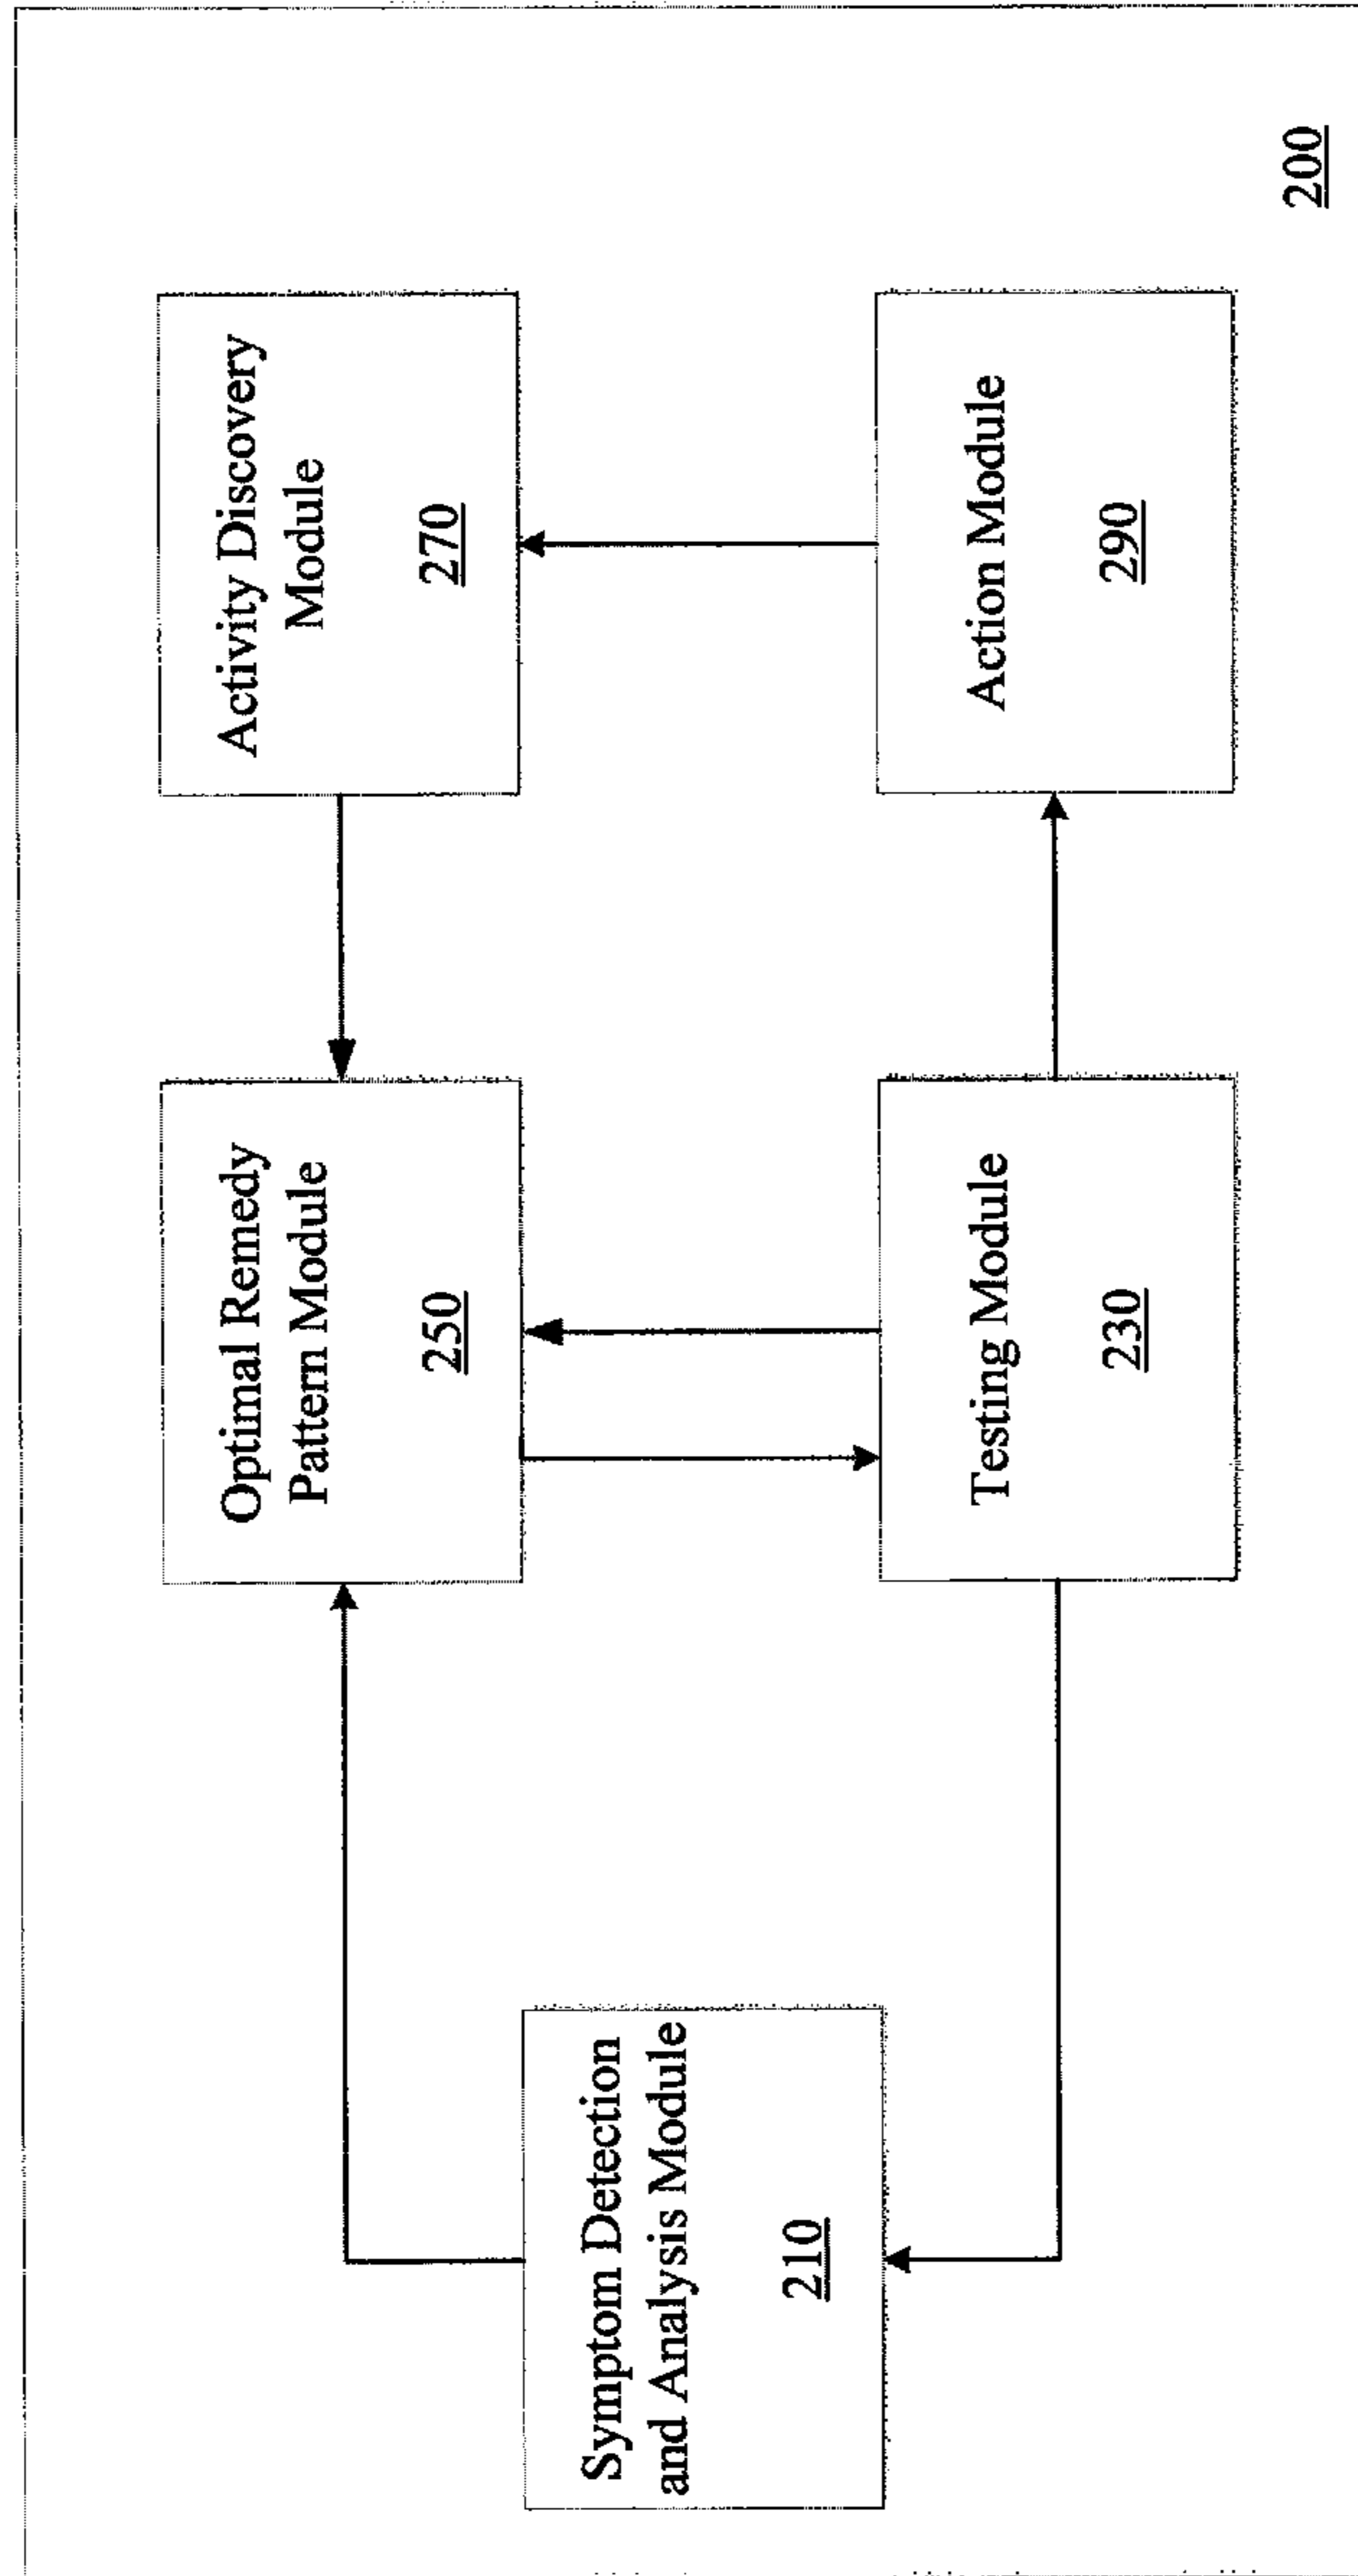 Symptom Detection
and Analysis Module
210
Optimal Remedy
Pattern Module
250
Activity Discovery
Module
270
Testing Module
230
Action Module
290
200